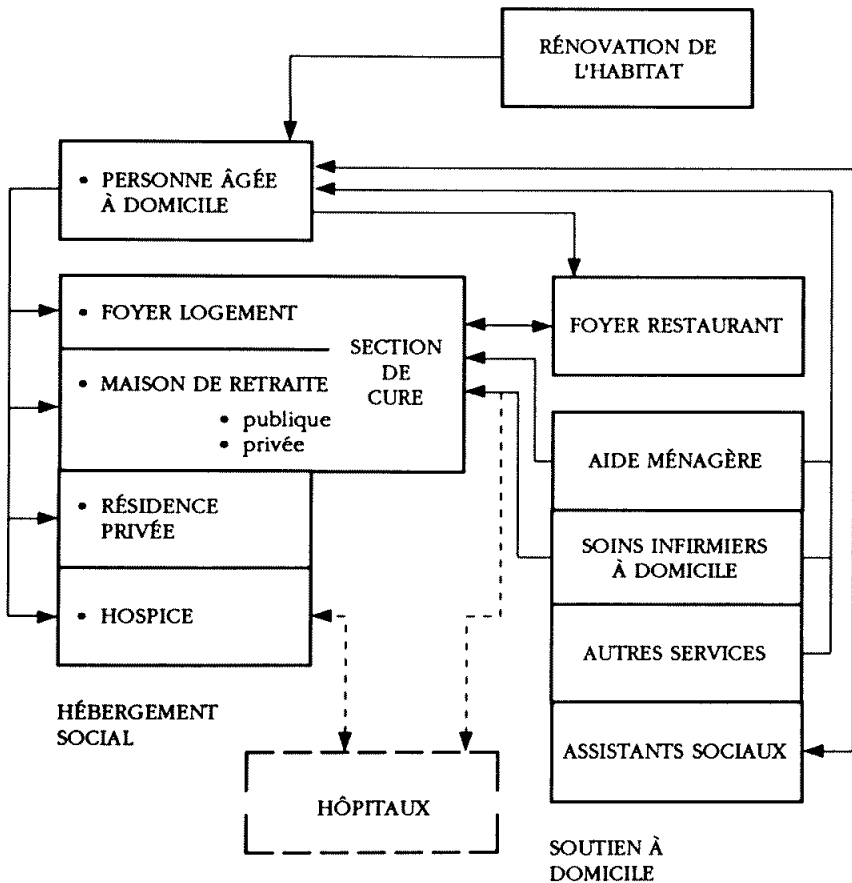 RÉNOVATION DE
L'HABITAT
• PERSONNE ÂGÉE
À DOMICILE
• FOYER LOGEMENT
SECTION
DE
CURE
• MAISON DE RETRAITE
• publique
• privée
• RÉSIDENCE
PRIVÉE
• HOSPICE
HÉBERGEMENT
SOCIAL
HÔPITAUX
FOYER RESTAURANT
AIDE MÉNAGÈRE
SOINS INFIRMIERS
À DOMICILE
AUTRES SERVICES
ASSISTANTS SOCIAUX
SOUTIEN À
DOMICILE